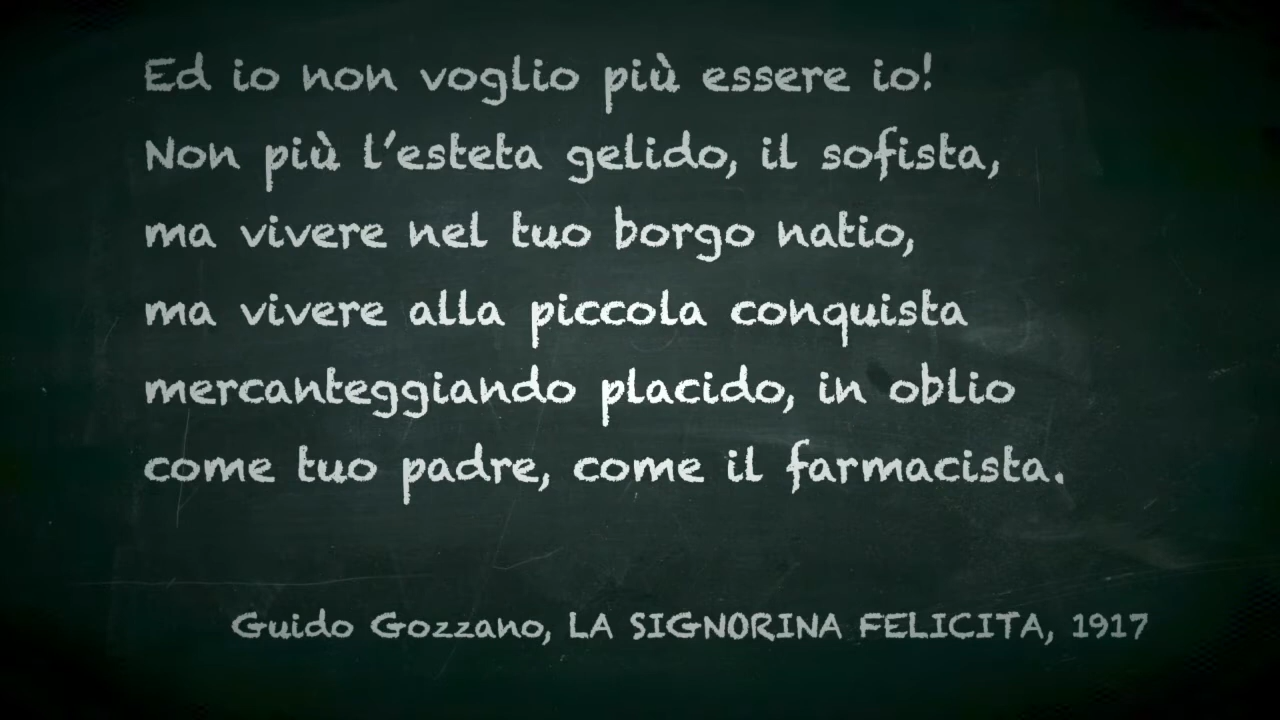 Ed io non voglio più essere io!
Non più l'esteta gelido, il sofista,
ma vivere nel tuo borgo natio,
ma vivere alla piccola conquista
mercanteggiando placido, in oblio
come tuo padre, come il farmacista.
Guido Gozzano, LA SIGNORINA FELICITA, 1917